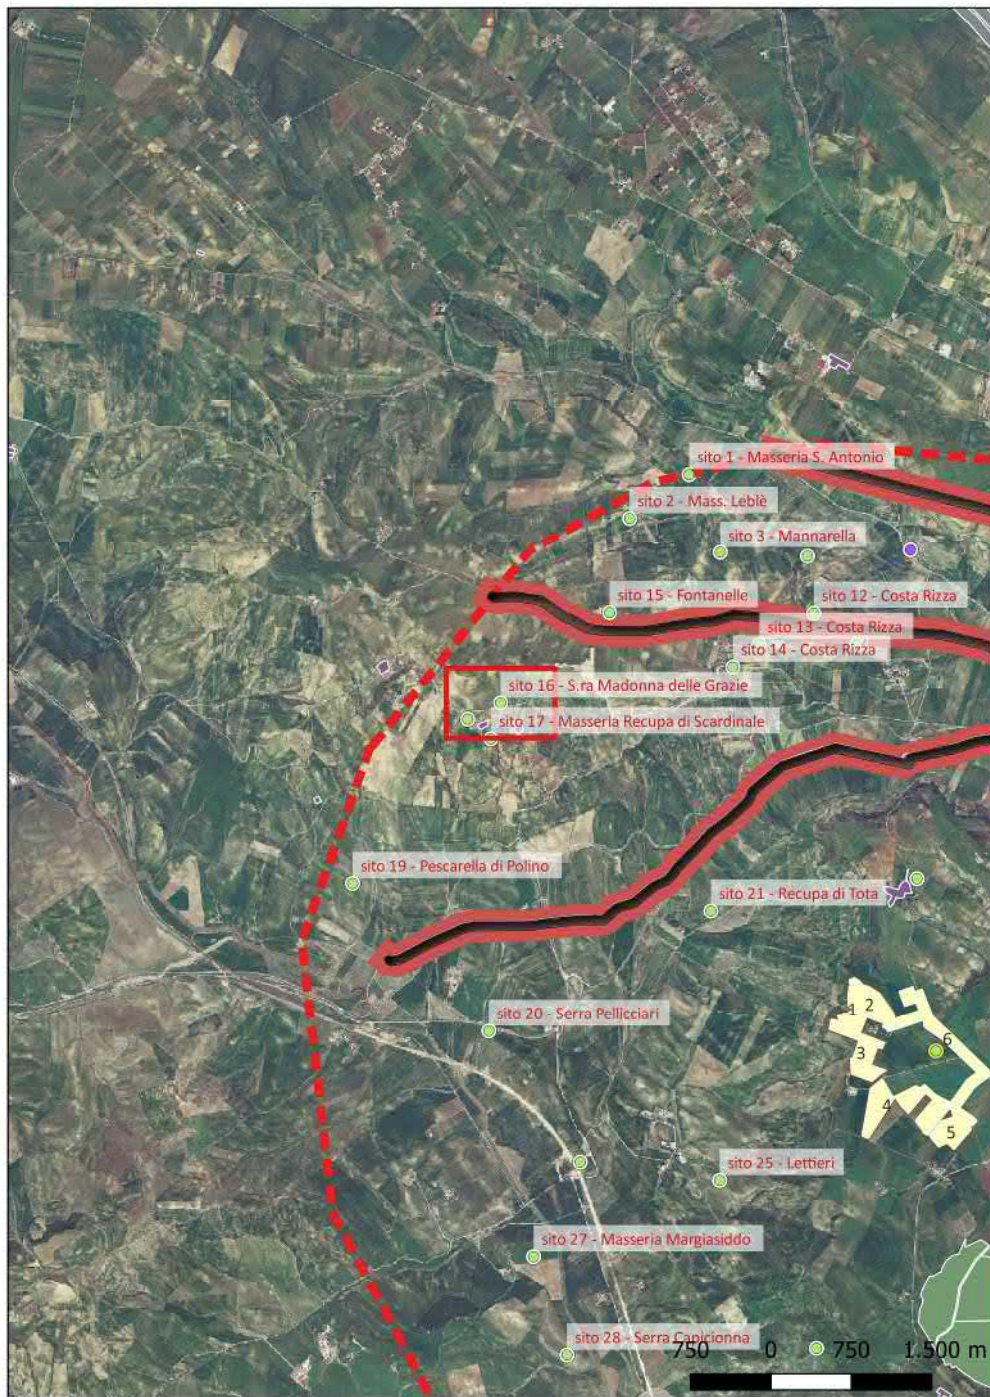 sito 1 - Masseria S. Antonio
sito 2 - Mass. Leblè
sito 3 - Mannarella
sito 15 - Fontanelle
sito 12 - Costa Rizza
sito 13 - Costa Rizza
sito 14 - Costa Rizza
sito 16 - S.ra Madonna delle Grazie
sito 17 - Masseria Recupa di Scardinale
sito 19 - Pescarella di Polino
sito 21 - Recupa di Tota
1
2
3
6
4
5
sito 20 - Serra Pellicciari
sito 25 - Lettieri
sito 27 - Masseria Margiasiddo
sito 28 - Serra Capicionna
750 0 750 1.500 m